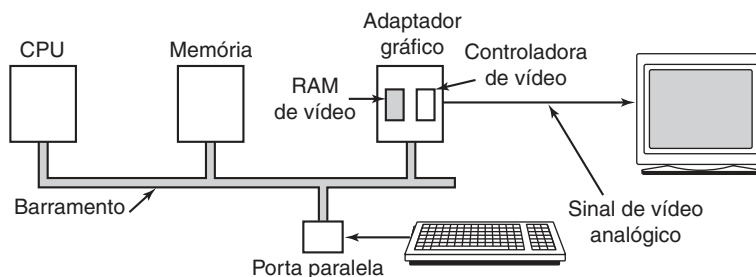 CPU
Memória
Adaptador
gráfico
Controladora
de vídeo
RAM
de vídeo
Barramento
Porta paralela
Sinal de vídeo
analógico